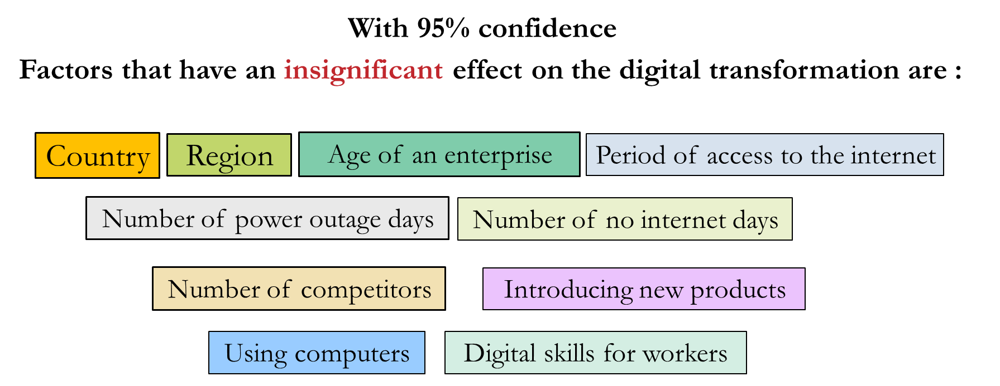 With 95% confidence
Factors that have an insignificant effect on the digital transformation are :
Country
Region
Age of an enterprise
Period of access to the internet
Number of power outage days
Number of no internet days
Number of competitors
Introducing new products
Using computers
Digital skills for workers